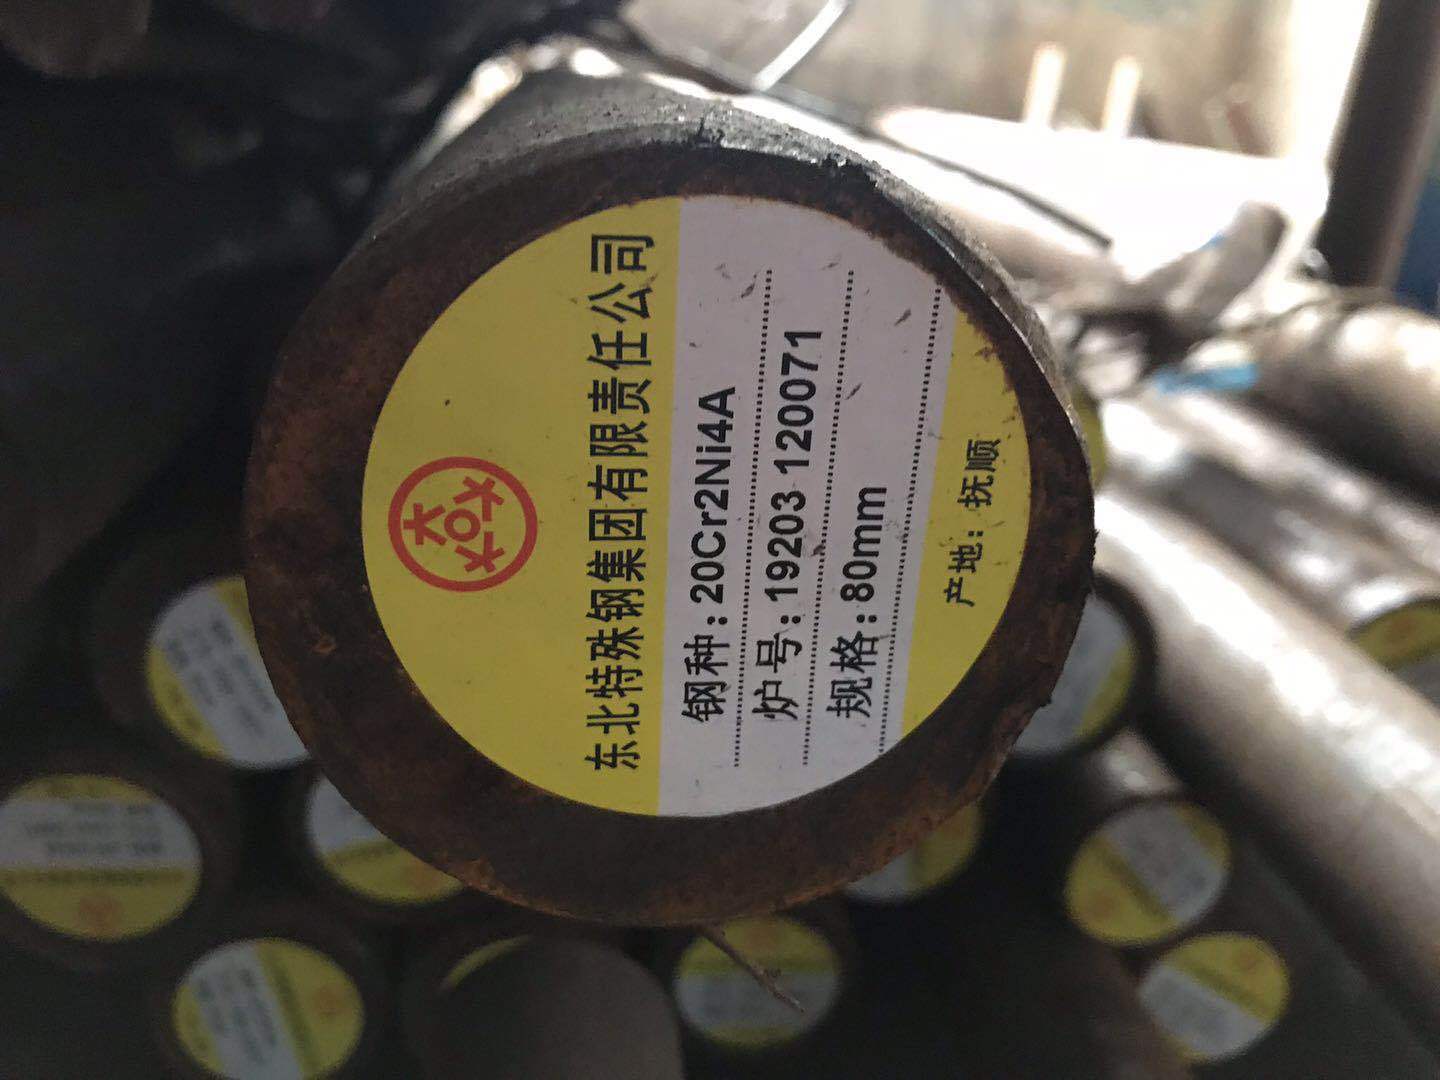 东北特殊钢集团有限责任公司
钢种:20Cr2Ni4A
炉号:19203 120071
规格:80mm
产地:抚顺